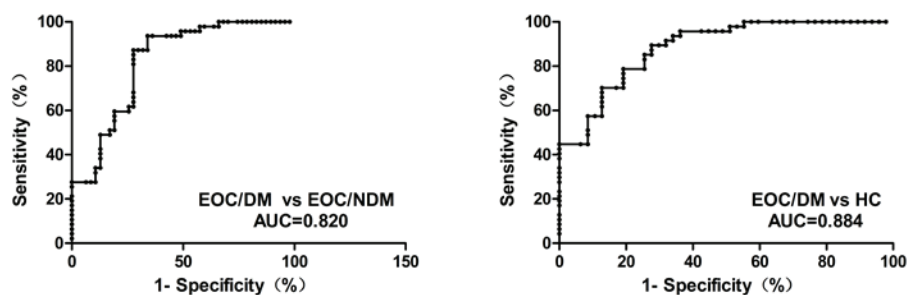 100
80
60
40
20
0
Sensitivity（%）
EOC/DM vs EOC/NDM
AUC=0.820
0
50
100
150
1- Specificity (%)
100
80
60
40
20
0
Sensitivity（%）
EOC/DM vs HC
AUC=0.884
0
20
40
60
80
100
1- Specificity（%）